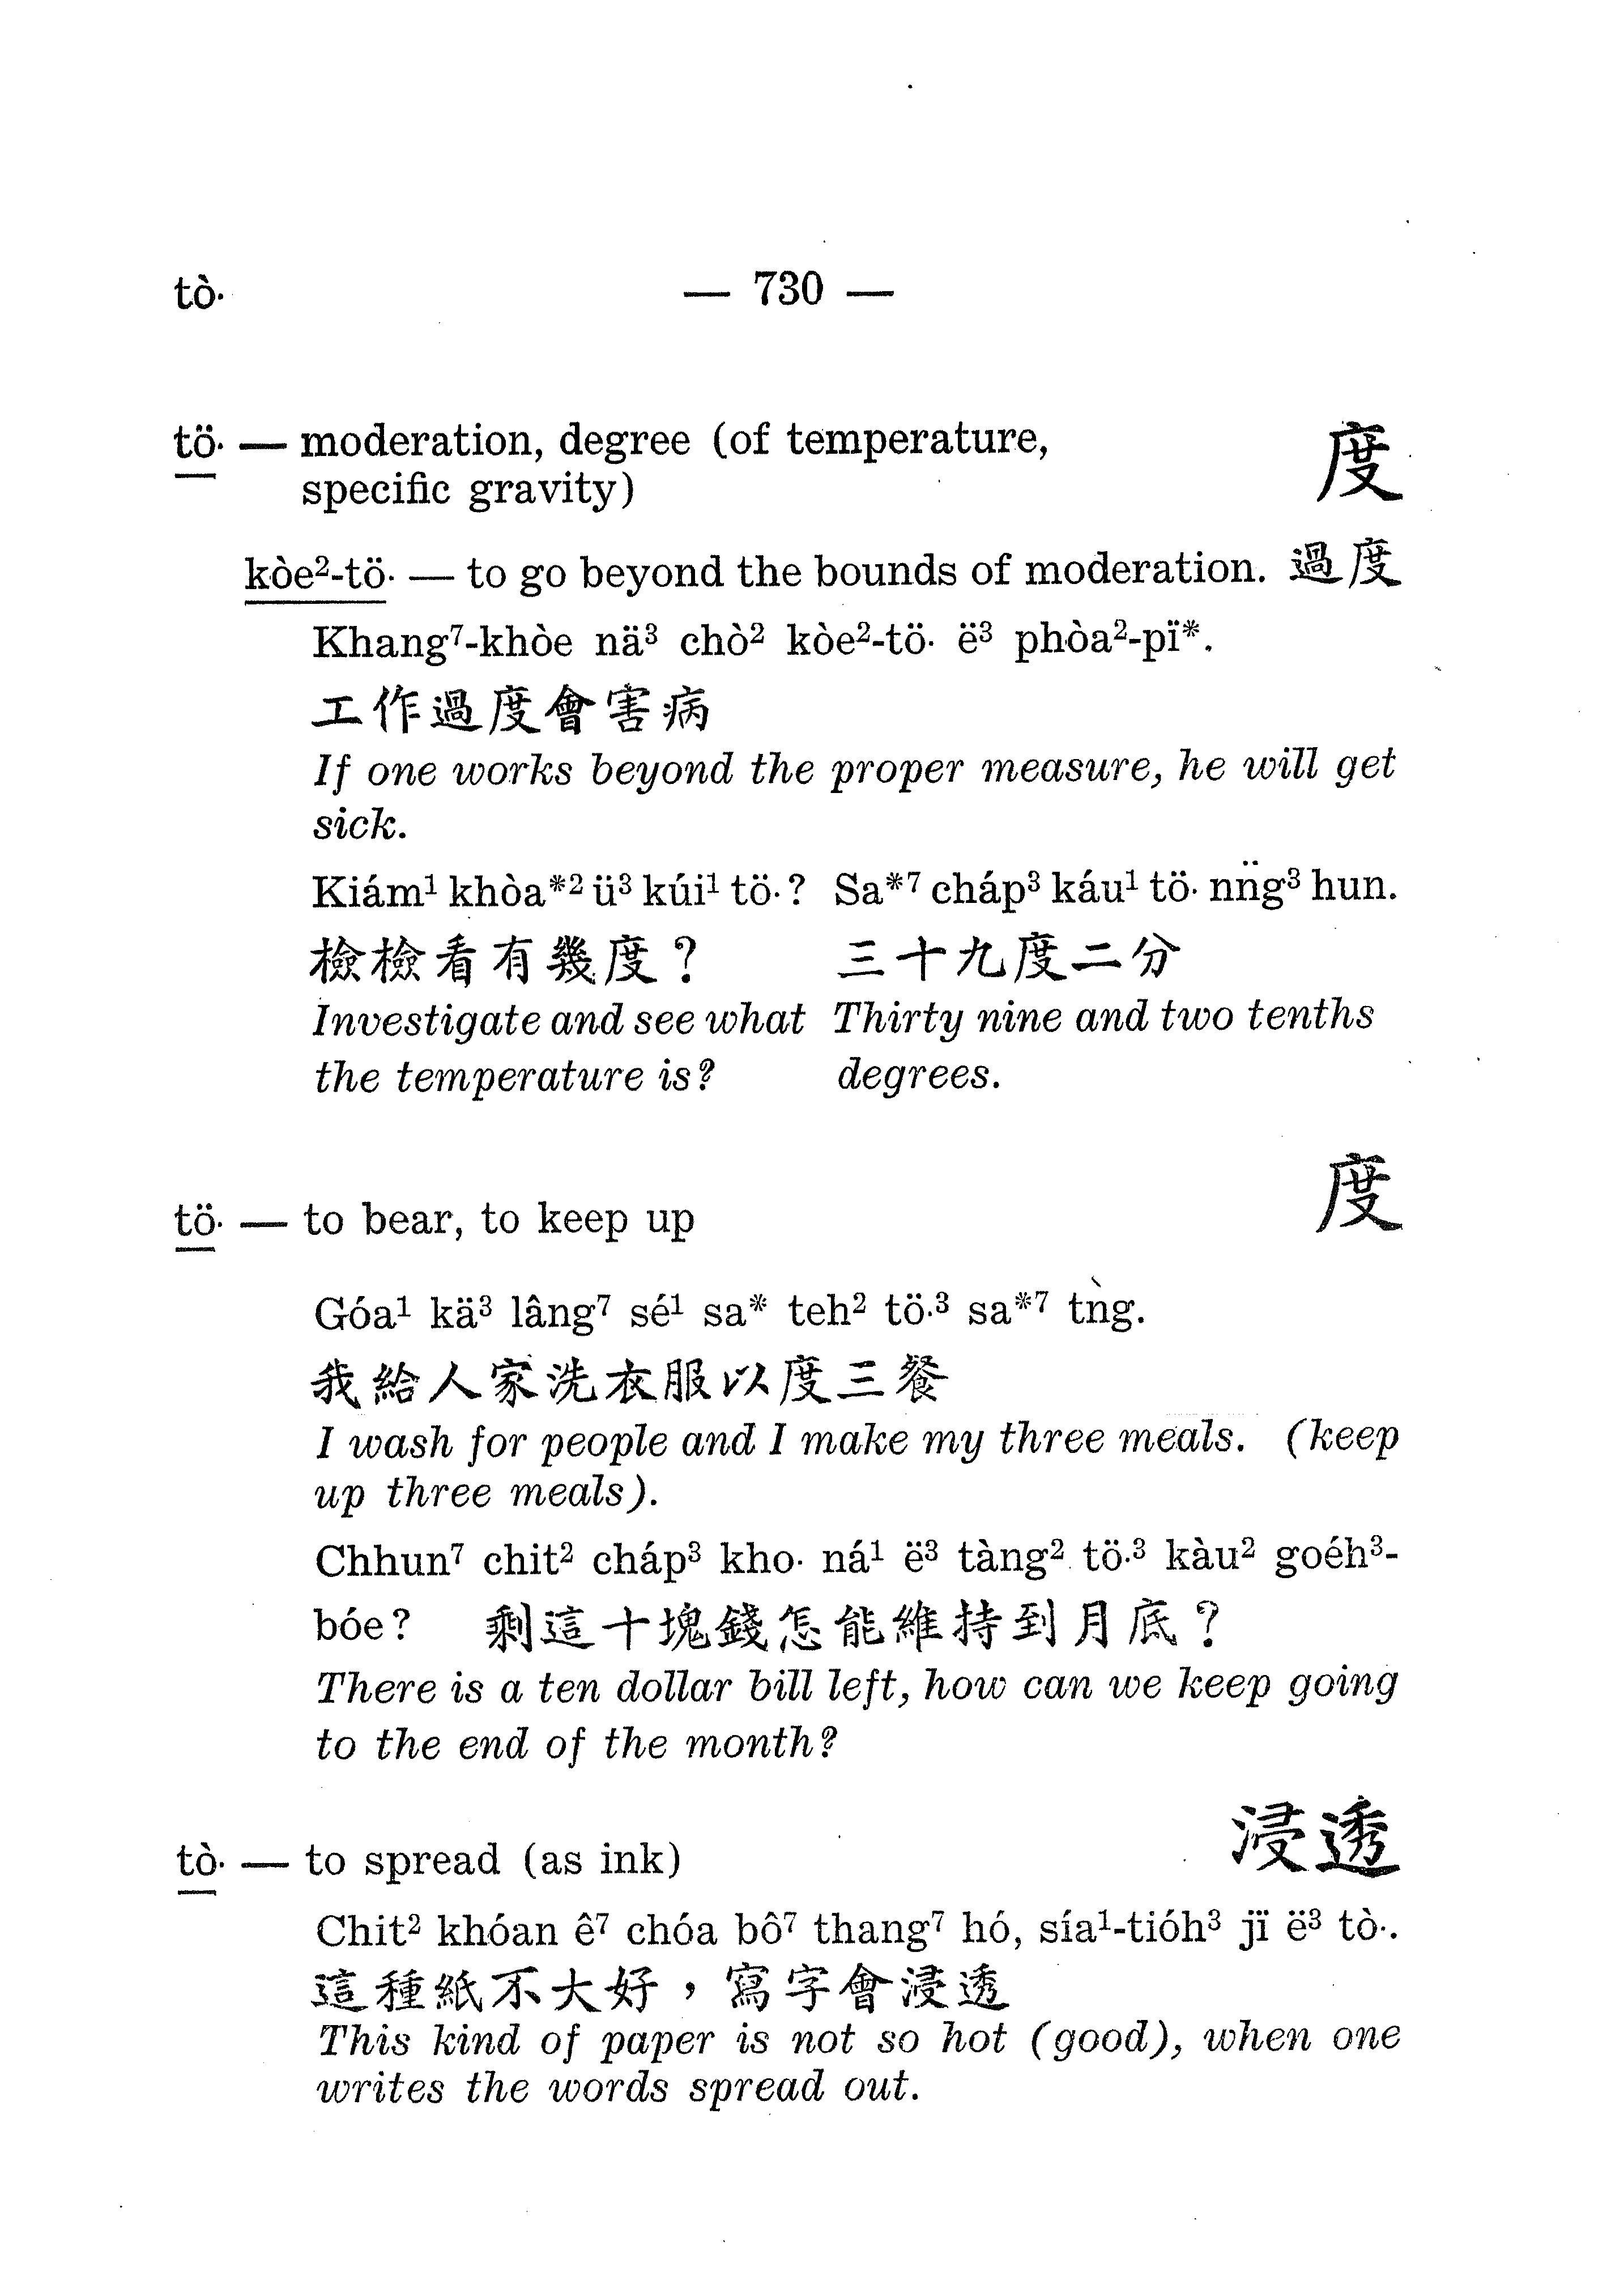 tò·
— 730 —
tö· — moderation, degree (of temperature, 度
specific gravity)
kòe²-tö· — to go beyond the bounds of moderation. 過度
Khang⁷-khòe nä³ chò² kòe²-tö· ë³ phòa²-pï*.
工作過度會害病
If one works beyond the proper measure, he will get
sick.
Kiám¹ khòa*² ü³ kúi¹ tö·? Sa*⁷ cháp³ káu¹ tö· nn̈g³ hun.
檢檢看有幾度? 三十九度二分
Investigate and see what Thirty nine and two tenths
the temperature is? degrees.
tö· — to bear, to keep up 度
Góa¹ kä³ lâng⁷ sé¹ sa* teh² tö·³ sa*⁷ tǹg.
我給人家洗衣服以度三餐
I wash for people and I make my three meals. (keep
up three meals).
Chhun⁷ chit² cháp³ kho· ná¹ ë³ tàng² tö·³ kàu² goéh³-
bóe? 剩這十塊錢怎能維持到月底?
There is a ten dollar bill left, how can we keep going
to the end of the month?
tò· — to spread (as ink) 浸透
Chit² khóan ê⁷ chóa bô⁷ thang⁷ hó, sía¹-tióh³ jï ë³ tò·.
這種紙不大好，寫字會浸透
This kind of paper is not so hot (good), when one
writes the words spread out.